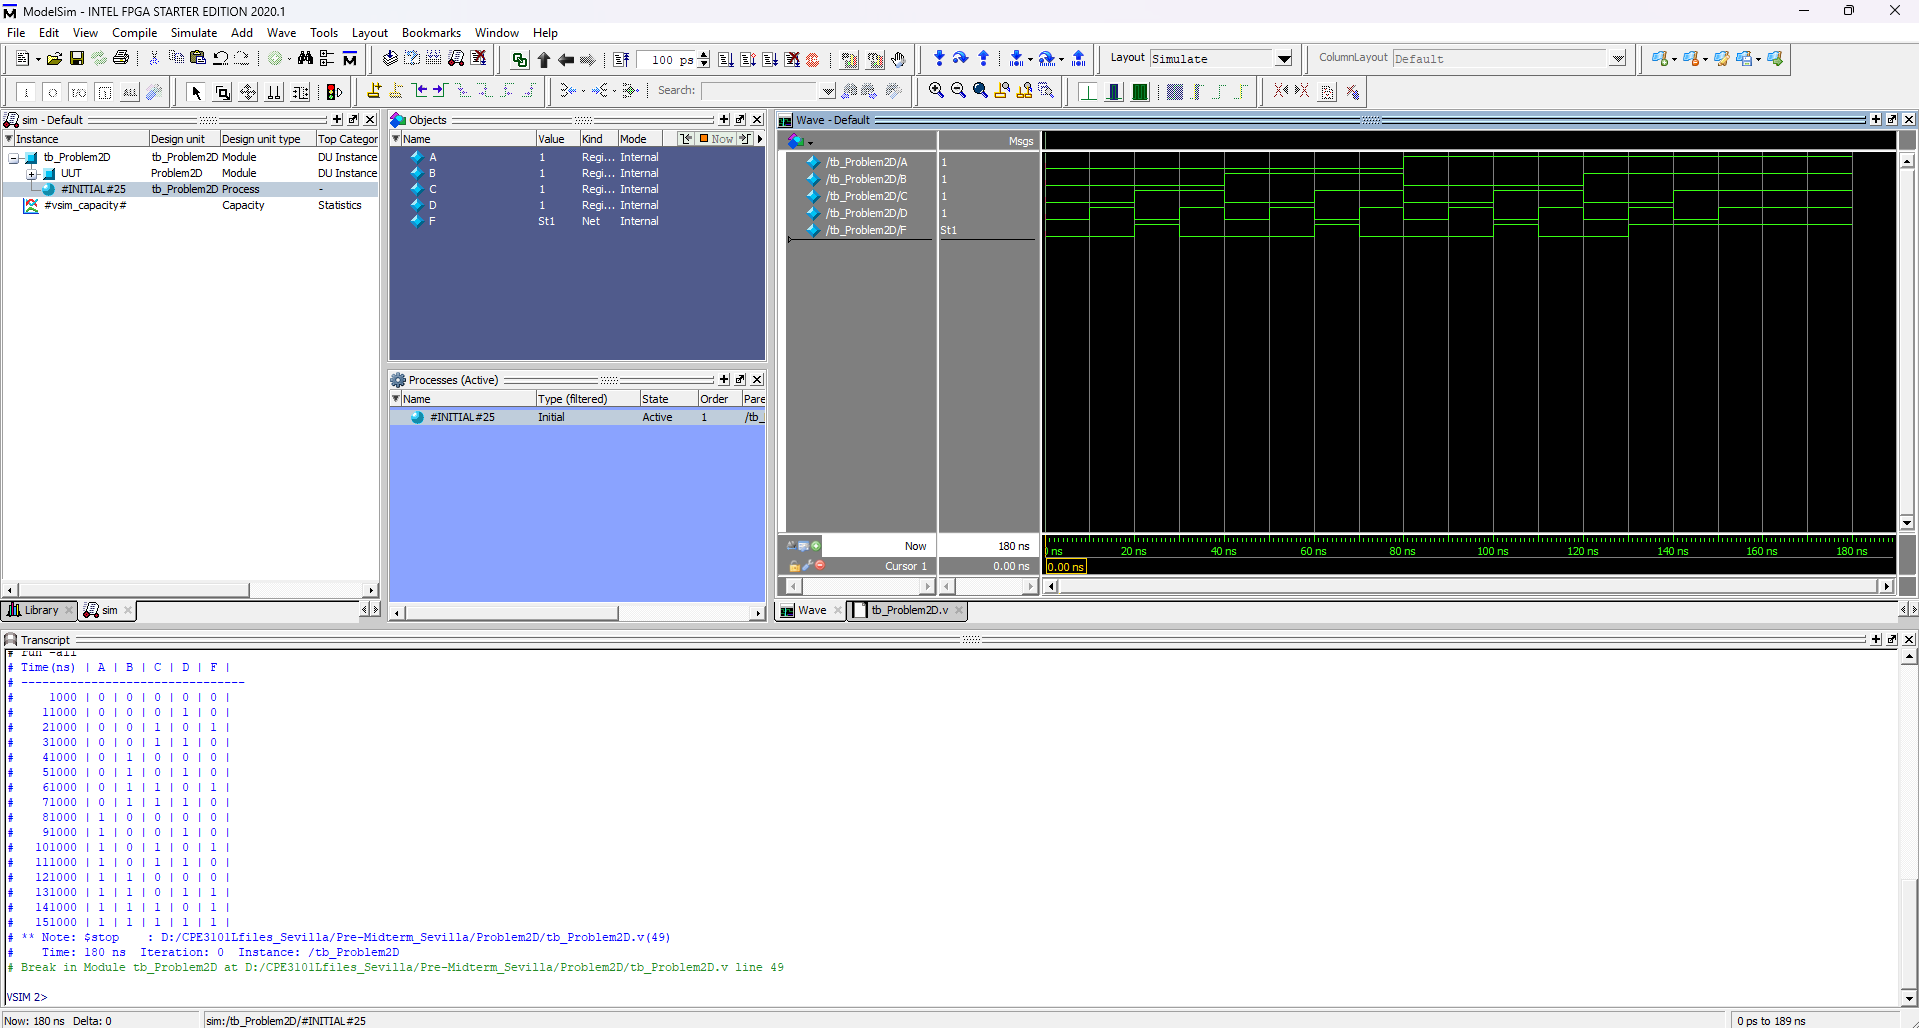 ModelSim - INTEL FPGA STARTER EDITION 2020.1
File Edit View Compile Simulate Add Wave Tools Layout Bookmarks Window Help
100 ps
Layout Simulate
ColumnLayout Default
Search:
sim - Default
Instance Design unit Design unit type Top Categor
tb_Problem2D tb_Problem2D Module DU Instance
UUT Problem2D Module DU Instance
#INITIAL#25 tb_Problem2D Process -
#vsim_capacity# Capacity Statistics
Library sim
Objects
Name Value Kind Mode Now
A 1 Regi... Internal
B 1 Regi... Internal
C 1 Regi... Internal
D 1 Regi... Internal
F St1 Net Internal
Processes (Active)
Name Type (filtered) State Order Pare
#INITIAL#25 Initial Active 1 /tb_
Wave - Default
Msgs
/tb_Problem2D/A 1
/tb_Problem2D/B 1
/tb_Problem2D/C 1
/tb_Problem2D/D 1
/tb_Problem2D/F St1
Now 180 ns
ns 20 ns 40 ns 60 ns 80 ns 100 ns 120 ns 140 ns 160 ns 180 ns
Cursor 1 0.00 ns
0.00 ns
Wave tb_Problem2D.v
Transcript
# run -all
# Time(ns) | A | B | C | D | F |
# --------------------------------
# 1000 | 0 | 0 | 0 | 0 | 0 |
# 11000 | 0 | 0 | 0 | 1 | 0 |
# 21000 | 0 | 0 | 1 | 0 | 1 |
# 31000 | 0 | 0 | 1 | 1 | 0 |
# 41000 | 0 | 1 | 0 | 0 | 0 |
# 51000 | 0 | 1 | 0 | 1 | 0 |
# 61000 | 0 | 1 | 1 | 0 | 1 |
# 71000 | 0 | 1 | 1 | 1 | 0 |
# 81000 | 1 | 0 | 0 | 0 | 0 |
# 91000 | 1 | 0 | 0 | 1 | 0 |
# 101000 | 1 | 0 | 1 | 0 | 1 |
# 111000 | 1 | 0 | 1 | 1 | 0 |
# 121000 | 1 | 1 | 0 | 0 | 0 |
# 131000 | 1 | 1 | 0 | 1 | 1 |
# 141000 | 1 | 1 | 1 | 0 | 1 |
# 151000 | 1 | 1 | 1 | 1 | 1 |
# ** Note: $stop : D:/CPE3101Lfiles_Sevilla/Pre-Midterm_Sevilla/Problem2D/tb_Problem2D.v(49)
# Time: 180 ns Iteration: 0 Instance: /tb_Problem2D
# Break in Module tb_Problem2D at D:/CPE3101Lfiles_Sevilla/Pre-Midterm_Sevilla/Problem2D/tb_Problem2D.v line 49
VSIM 2>
Now: 180 ns Delta: 0
sim:/tb_Problem2D/#INITIAL#25
0 ps to 189 ns